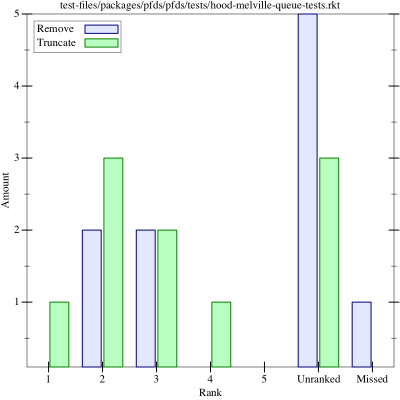 test-files/packages/pfds/pfds/tests/hood-melville-queue-tests.rkt
Remove
Truncate
5
4
3
2
1
Amount
1 2 3 4 5 Unranked Missed
Rank